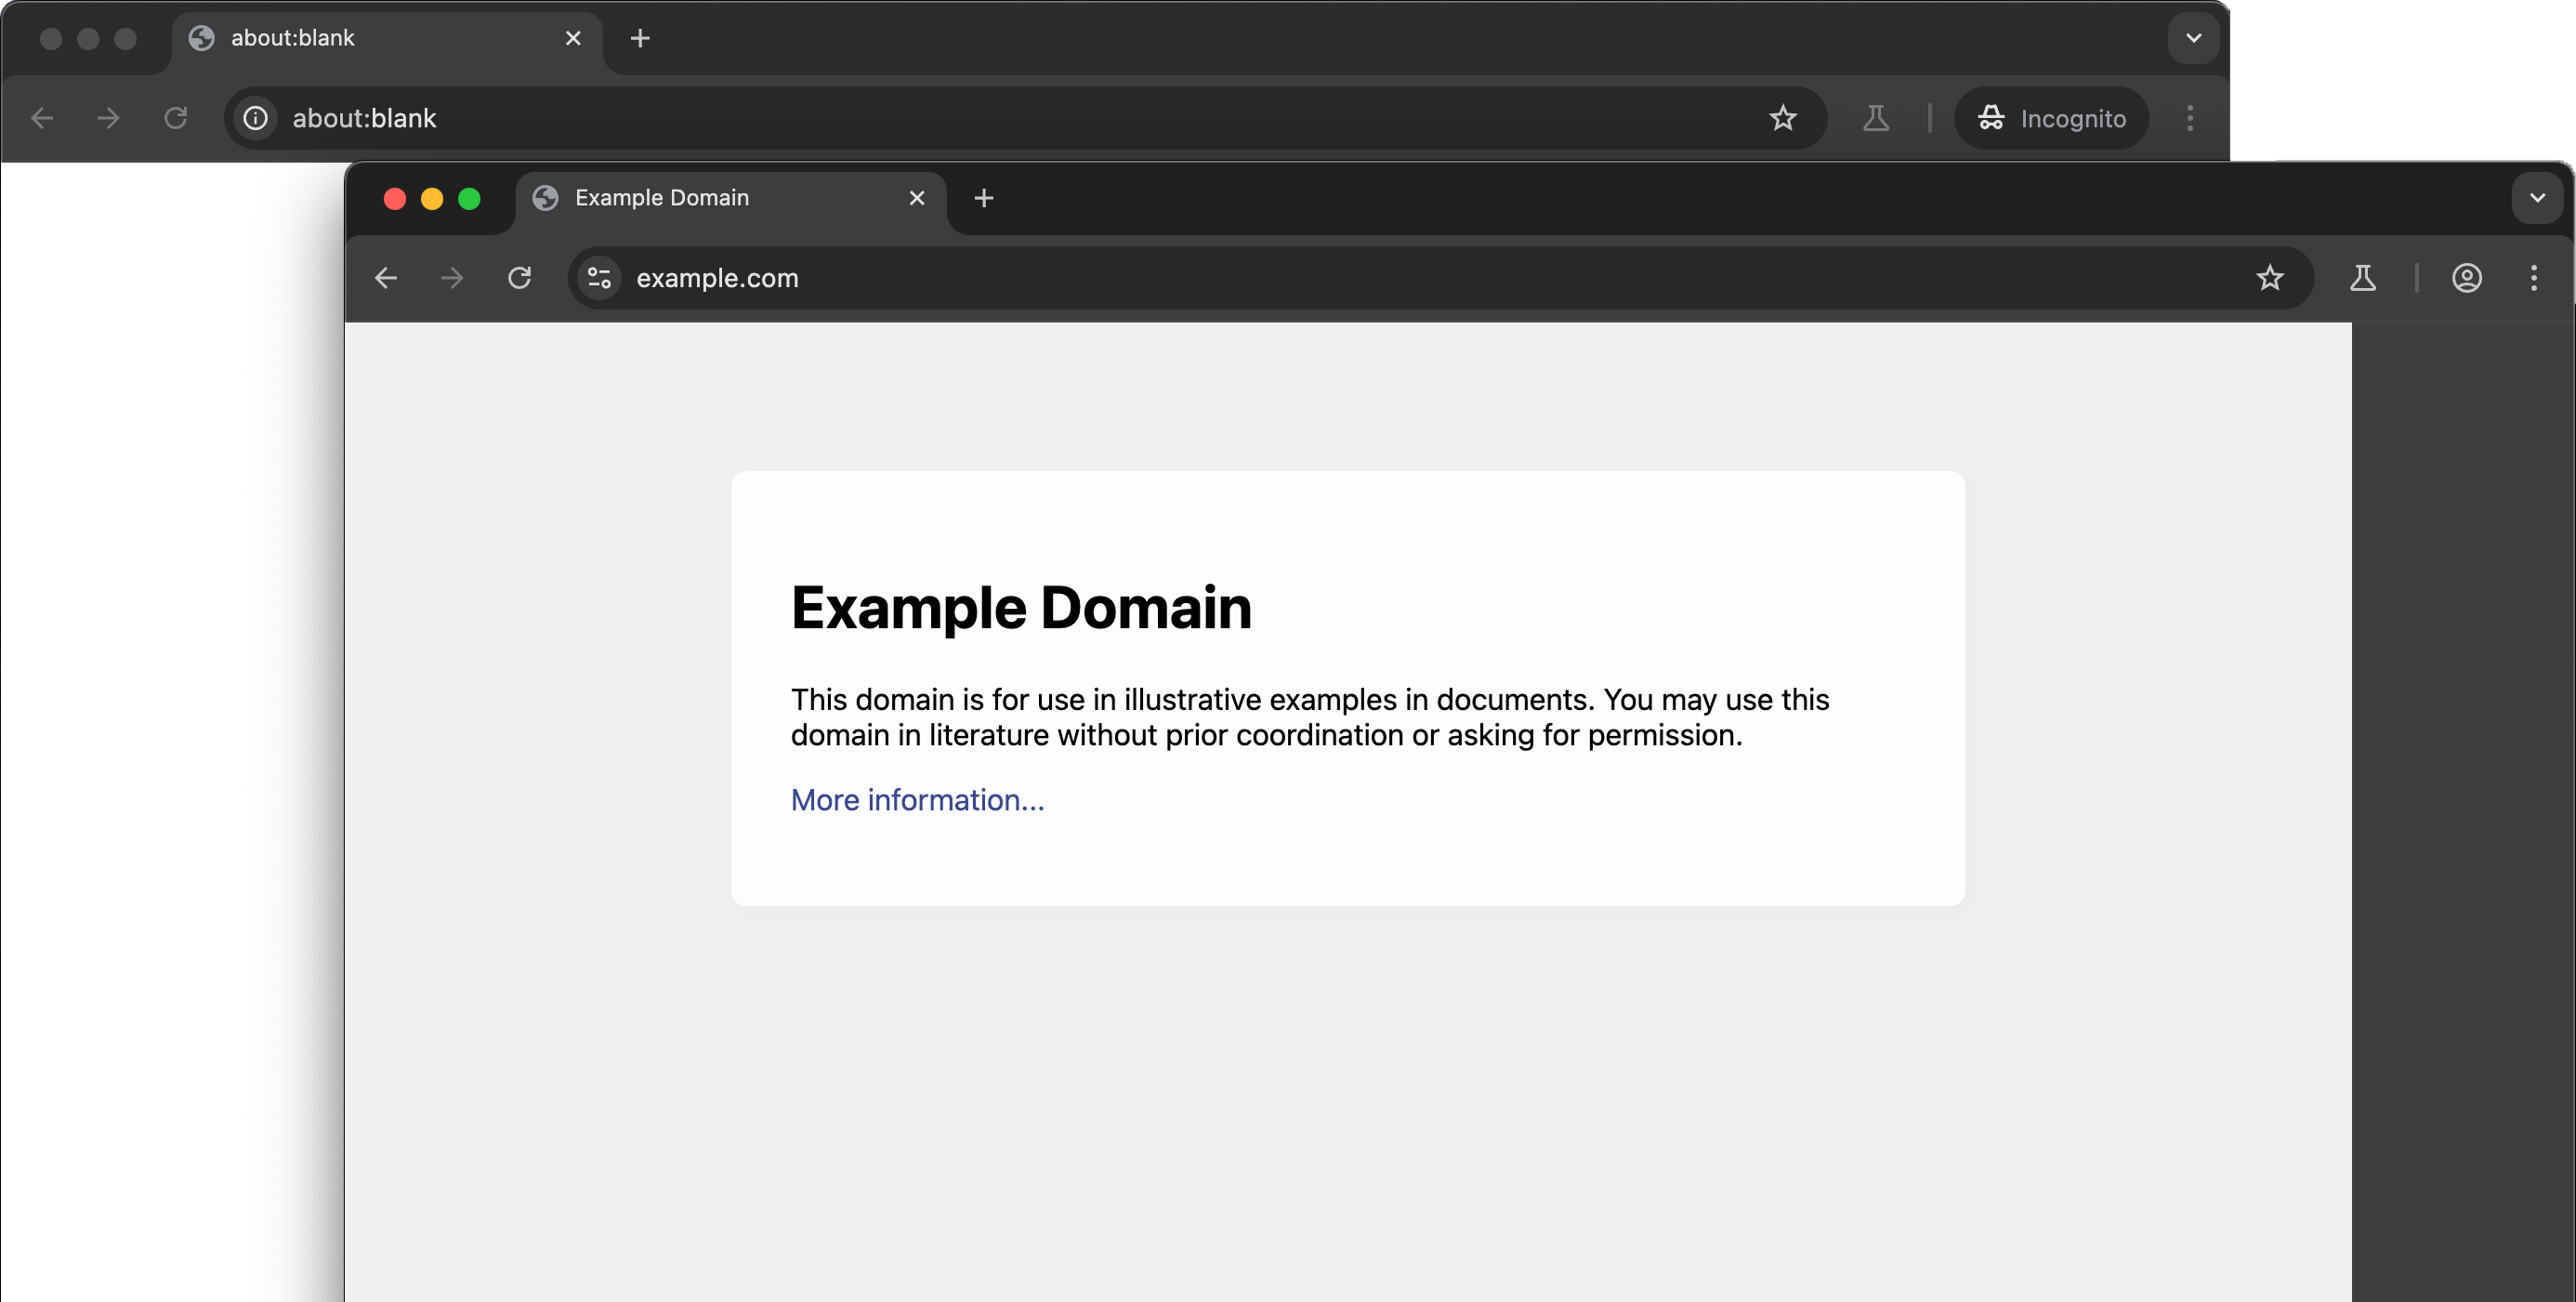 about:blank
about:blank
Incognito
Example Domain
example.com
Example Domain
This domain is for use in illustrative examples in documents. You may use this
domain in literature without prior coordination or asking for permission.
More information...